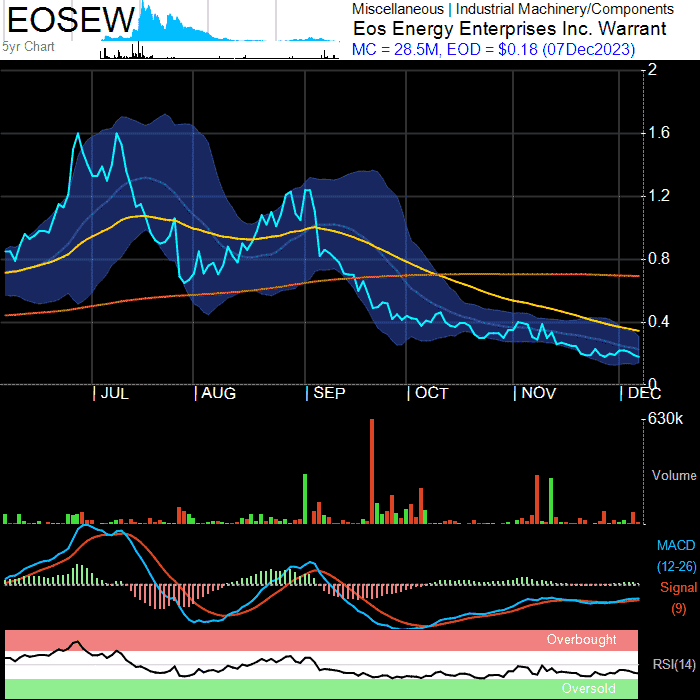 EOSEW
5yr Chart
Miscellaneous | Industrial Machinery/Components
Eos Energy Enterprises Inc. Warrant
MC = 28.5M, EOD = $0.18 (07Dec2023)
2
1.6
1.2
0.8
0.4
0
| JUL | AUG | SEP | OCT | NOV | DEC
630k
Volume
MACD
(12-26)
Signal
(9)
Overbought
RSI(14)
Oversold